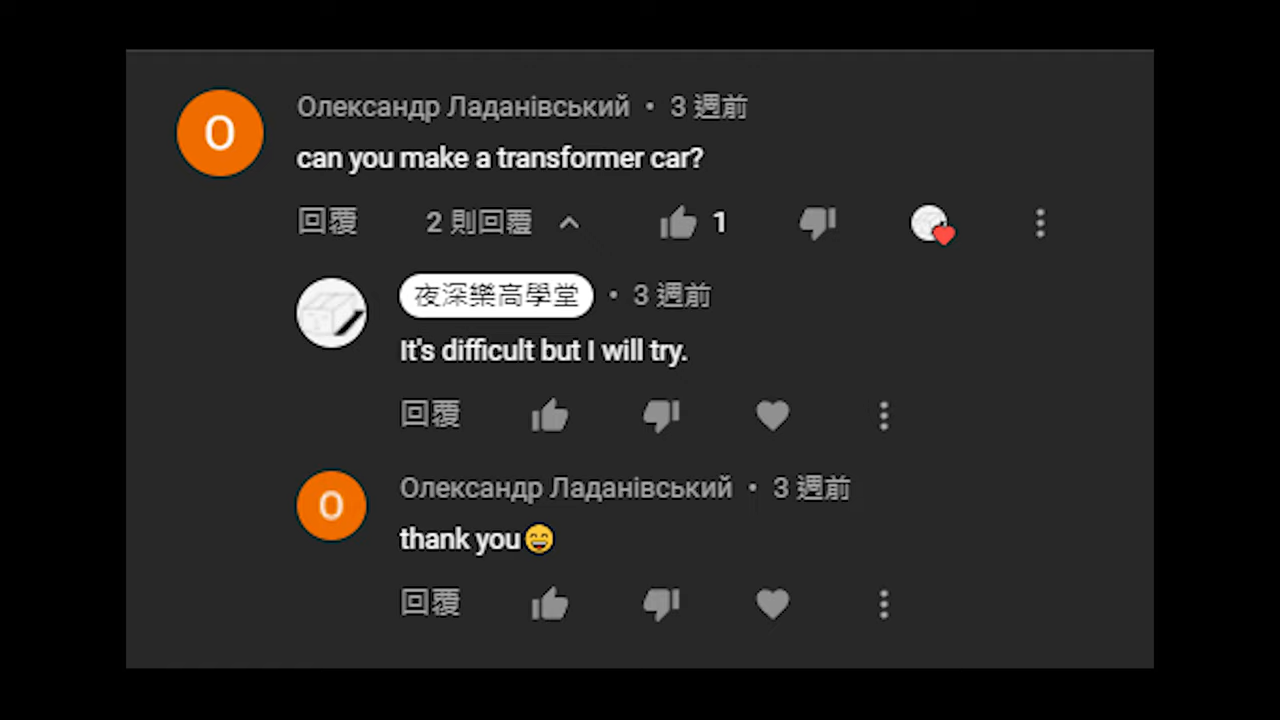 O
Олександр Ладанівський • 3 週前
can you make a transformer car?
回覆 2 則回覆 1
夜深樂高學堂 • 3 週前
It's difficult but I will try.
回覆
O
Олександр Ладанівський • 3 週前
thank you😄
回覆